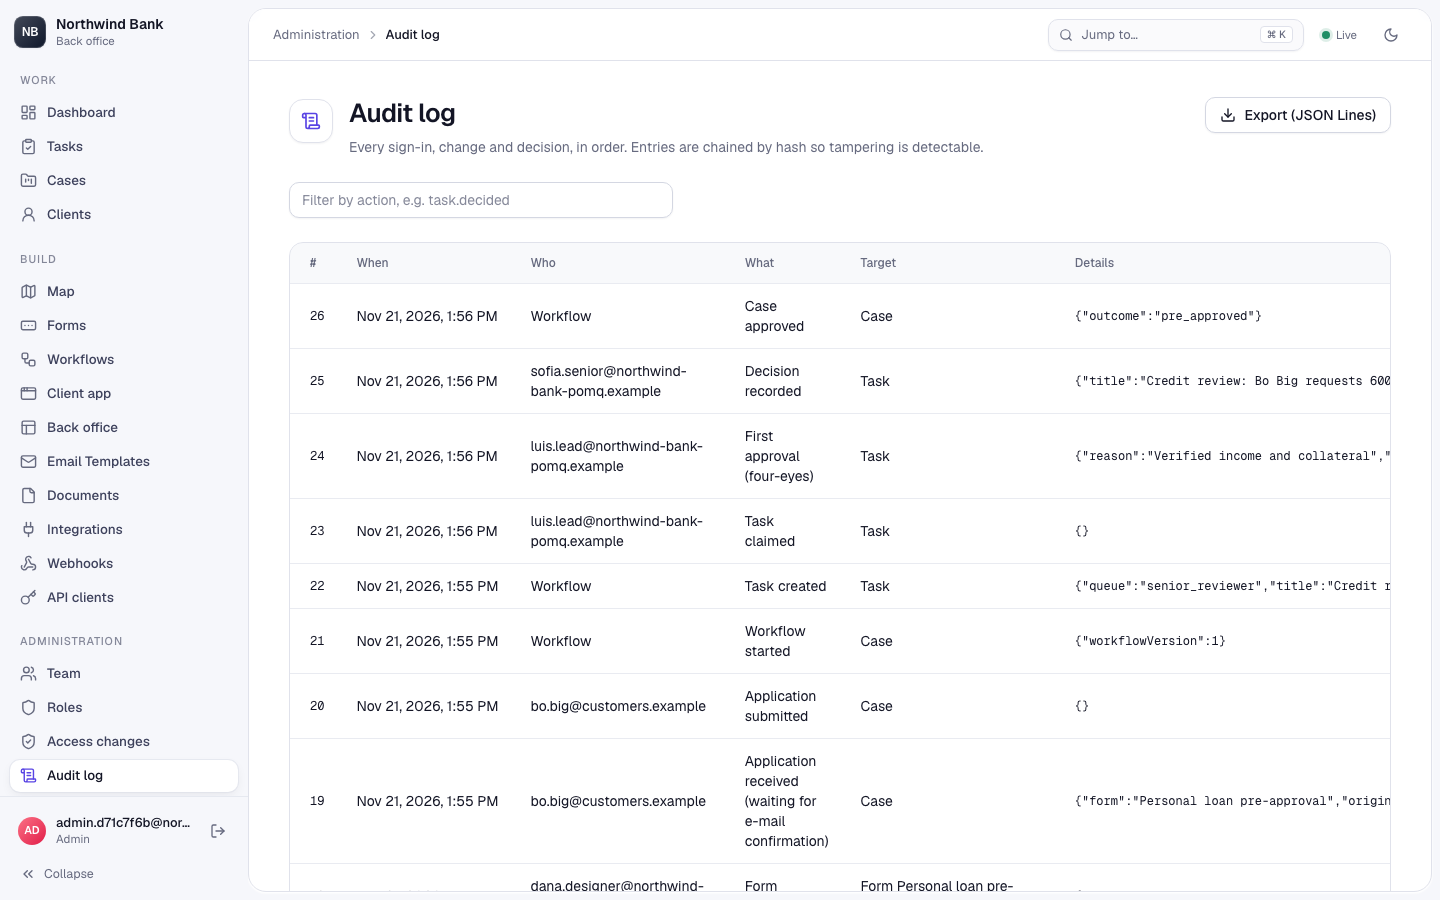 NB
Northwind Bank
Back office
WORK
Dashboard
Tasks
Cases
Clients
BUILD
Map
Forms
Workflows
Client app
Back office
Email Templates
Documents
Integrations
Webhooks
API clients
ADMINISTRATION
Team
Roles
Access changes
Audit log
AD
admin.d71c7f6b@nor...
Admin
Collapse
Administration > Audit log
Jump to...
⌘ K
Live
Audit log
Every sign-in, change and decision, in order. Entries are chained by hash so tampering is detectable.
Export (JSON Lines)
Filter by action, e.g. task.decided
# When Who What Target Details
26 Nov 21, 2026, 1:56 PM Workflow Case approved Case {"outcome":"pre_approved"}
25 Nov 21, 2026, 1:56 PM sofia.senior@northwind-bank-pomq.example Decision recorded Task {"title":"Credit review: Bo Big requests 600
24 Nov 21, 2026, 1:56 PM luis.lead@northwind-bank-pomq.example First approval (four-eyes) Task {"reason":"Verified income and collateral","
23 Nov 21, 2026, 1:56 PM luis.lead@northwind-bank-pomq.example Task claimed Task {}
22 Nov 21, 2026, 1:55 PM Workflow Task created Task {"queue":"senior_reviewer","title":"Credit r
21 Nov 21, 2026, 1:55 PM Workflow Workflow started Case {"workflowVersion":1}
20 Nov 21, 2026, 1:55 PM bo.big@customers.example Application submitted Case {}
19 Nov 21, 2026, 1:55 PM bo.big@customers.example Application received (waiting for e-mail confirmation) Case {"form":"Personal loan pre-approval","origin
dana.designer@northwind- Form Form Personal loan pre-